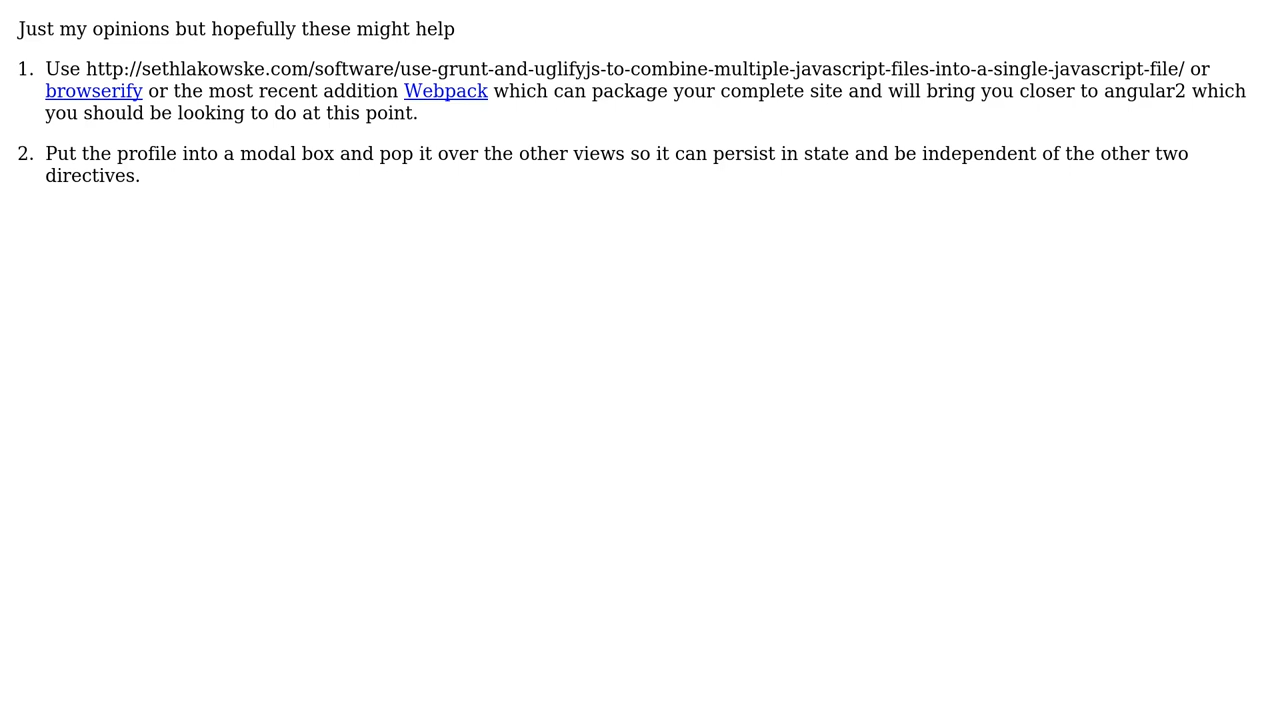 Just my opinions but hopefully these might help
1. Use http://sethlakowske.com/software/use-grunt-and-uglifyjs-to-combine-multiple-javascript-files-into-a-single-javascript-file/ or
browserify or the most recent addition Webpack which can package your complete site and will bring you closer to angular2 which
you should be looking to do at this point.
2. Put the profile into a modal box and pop it over the other views so it can persist in state and be independent of the other two
directives.